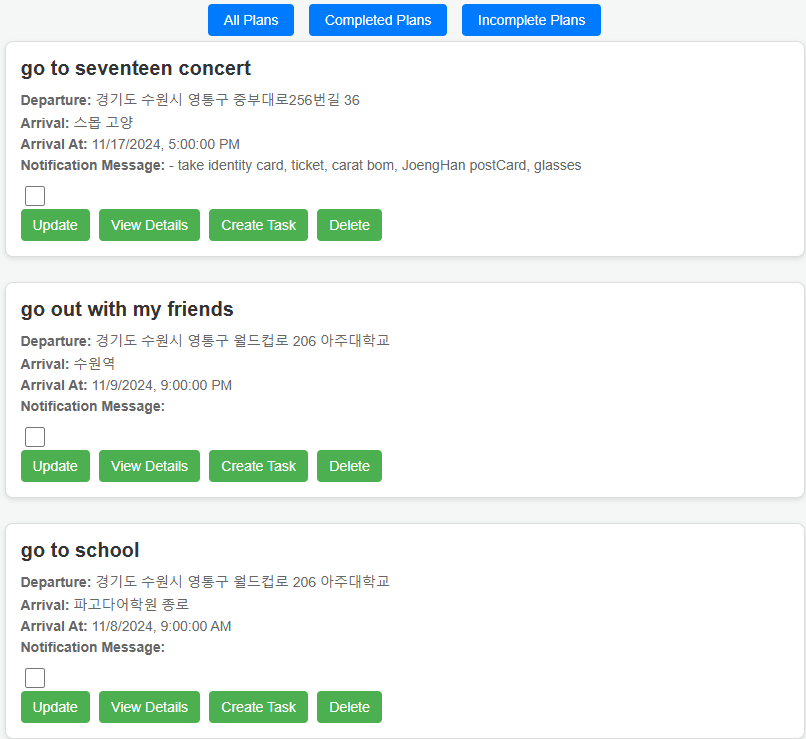 All Plans Completed Plans Incomplete Plans
go to seventeen concert
Departure: 경기도 수원시 영통구 중부대로256번길 36
Arrival: 스몹 고양
Arrival At: 11/17/2024, 5:00:00 PM
Notification Message: - take identity card, ticket, carat bom, JoengHan postCard, glasses
Update View Details Create Task Delete
go out with my friends
Departure: 경기도 수원시 영통구 월드컵로 206 아주대학교
Arrival: 수원역
Arrival At: 11/9/2024, 9:00:00 PM
Notification Message:
Update View Details Create Task Delete
go to school
Departure: 경기도 수원시 영통구 월드컵로 206 아주대학교
Arrival: 파고다어학원 종로
Arrival At: 11/8/2024, 9:00:00 AM
Notification Message:
Update View Details Create Task Delete